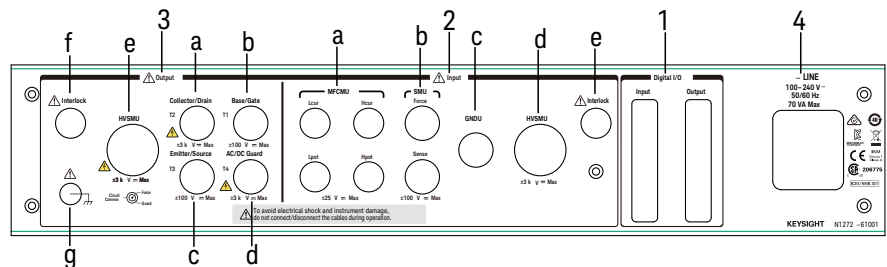 3
2
1
4
f
e
a
b
a
b
c
d
e
Output
Input
Digital I/O
~ LINE
100-240 V~
50/60 Hz
70 VA Max
Interlock
HVSMU
±3 k V Max
Collector/Drain
T2
±3 k V Max
Base/Gate
T1
±100 V Max
Emitter/Source
T3
±100 V Max
AC/DC Guard
T4
±3 k V Max
Circuit
Common
Force
Guard
MFCMU
Lcur
Hcur
Lpot
Hpot
±25 V Max
SMU
Force
Sense
±100 V Max
GNDU
HVSMU
±3 k V Max
Interlock
Input
Output
To avoid electrical shock and instrument damage,
do not connect/disconnect the cables during operation.
CE
206775
KEYSIGHT N1272 -61001
g
c
d